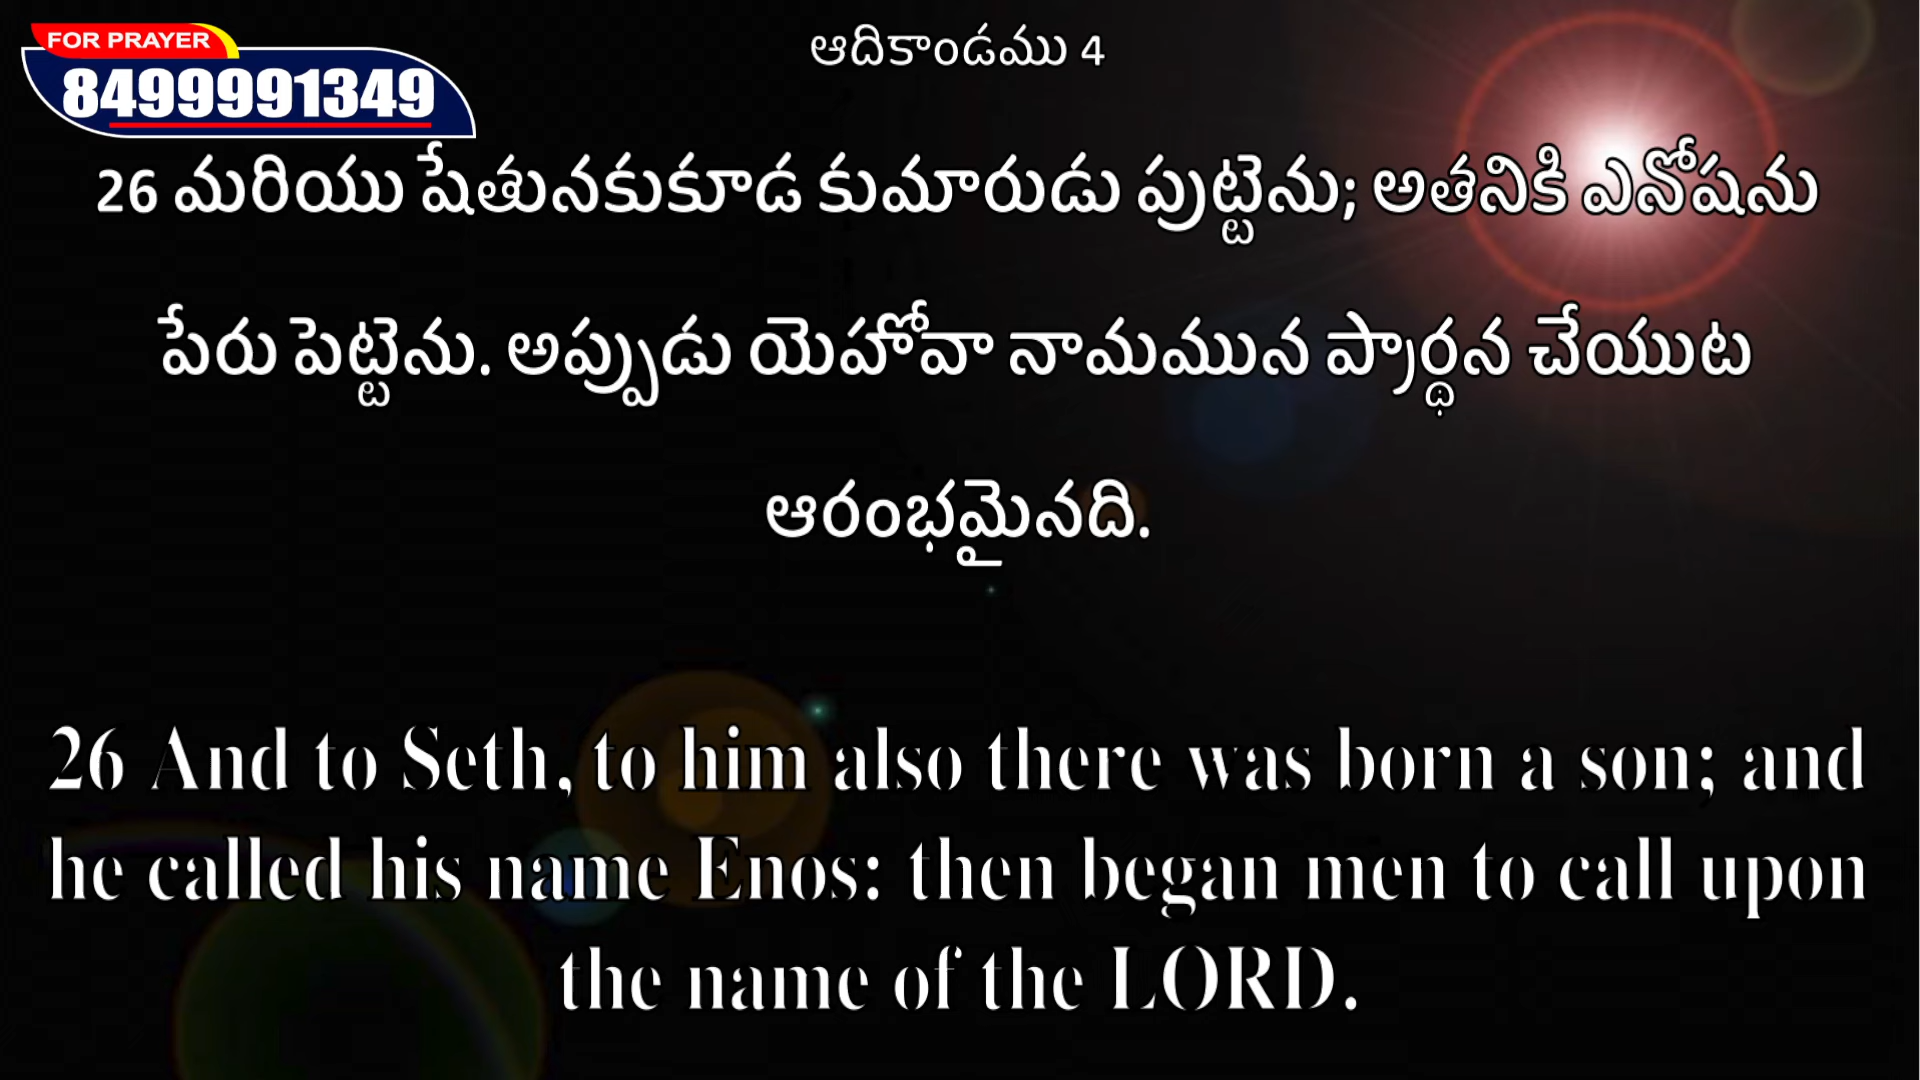 FOR PRAYER
8499991349
ఆదికాండము 4
26 మరియు షేతునకుకూడ కుమారుడు పుట్టెను; అతనికి ఎనోషను
పేరు పెట్టెను. అప్పుడు యెహోవా నామమున ప్రార్థన చేయుట
ఆరంభమైనది.
26 And to Seth, to him also there was born a son; and
he called his name Enos: then began men to call upon
the name of the LORD.